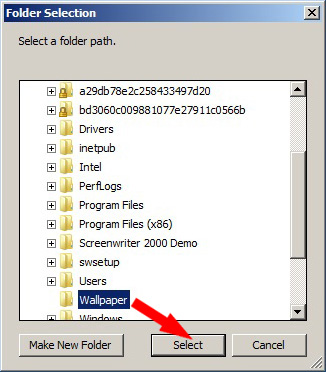 Folder Selection
Select a folder path.
a29db78e2c258433497d20
bd3060c009881077e27911c0566b
Drivers
inetpub
Intel
PerfLogs
Program Files
Program Files (x86)
Screenwriter 2000 Demo
swsetup
Users
Wallpaper
Windows
Make New Folder
Select
Cancel